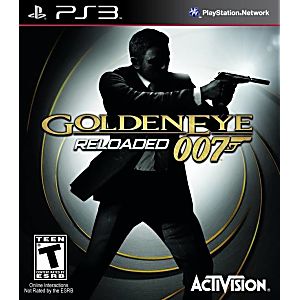 PS3
PlayStation Network
GOLDENEYE
RELOADED 007
TEEN
T
ESRB
Online Interactions
Not Rated by the ESRB
ACTIVISION